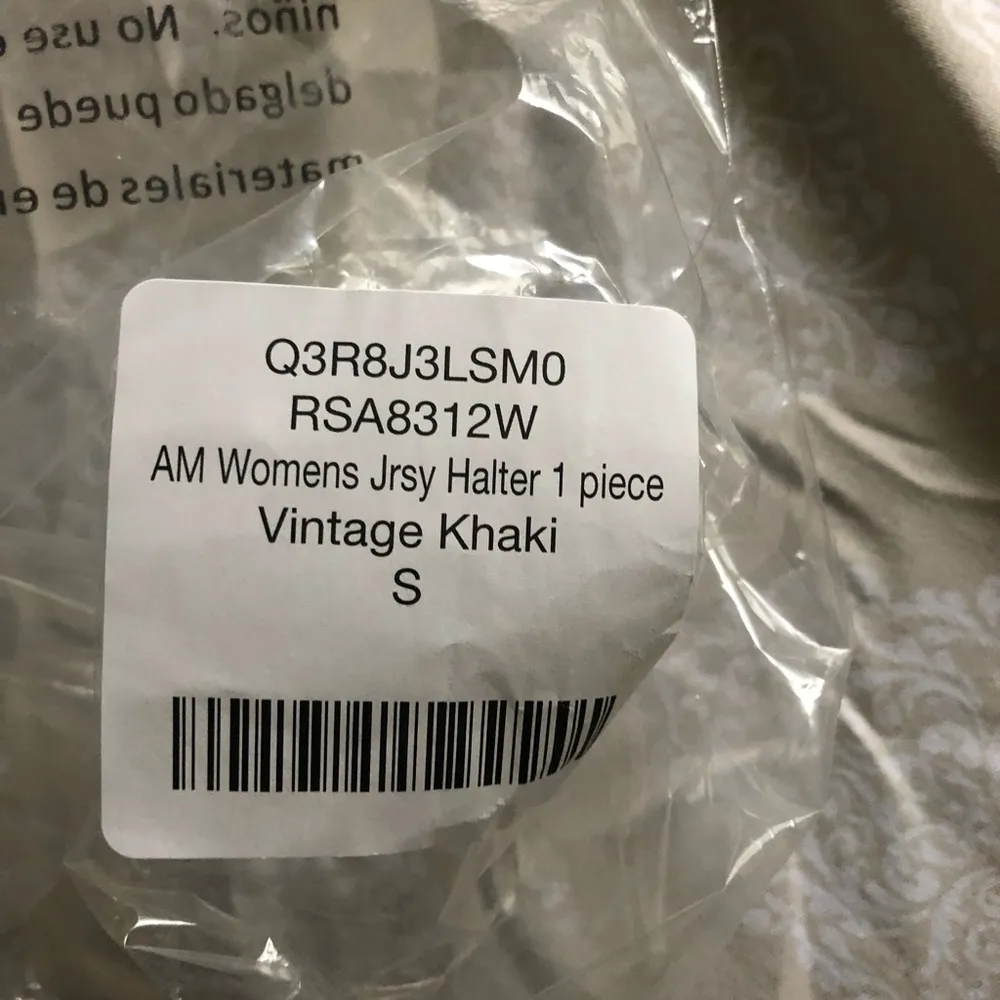 niños. No use
delgado puede
materiales de
Q3R8J3LSM0
RSA8312W
AM Womens Jrsy Halter 1 piece
Vintage Khaki
S